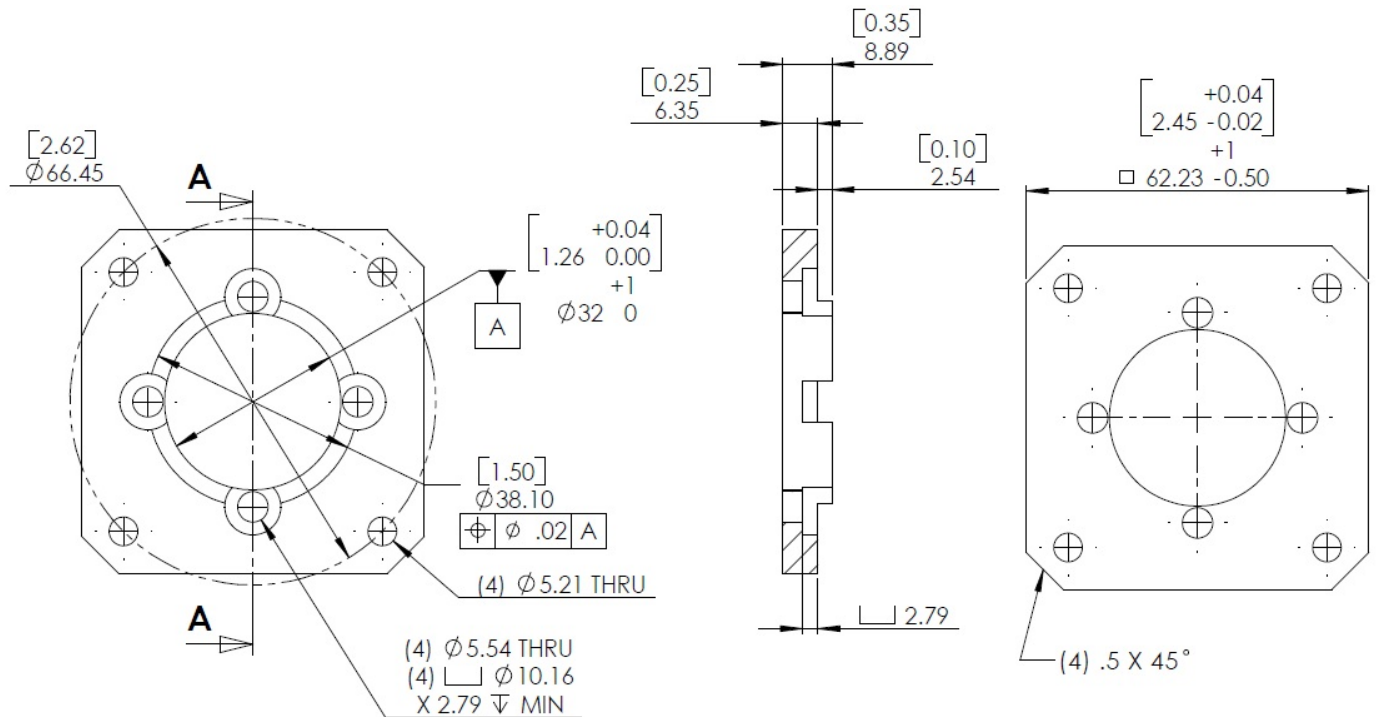 [2.62]
Ø66.45
A
[+0.04
1.26 0.00]
+1
Ø32 0
A
[1.50]
Ø38.10
⌖ Ø .02 A
(4) Ø5.21 THRU
A
(4) Ø5.54 THRU
(4) ⌴ Ø10.16
X 2.79 ↧ MIN
[0.35]
8.89
[0.25]
6.35
[0.10]
2.54
⌴ 2.79
[+0.04
2.45 -0.02]
+1
□ 62.23 -0.50
(4) .5 X 45°